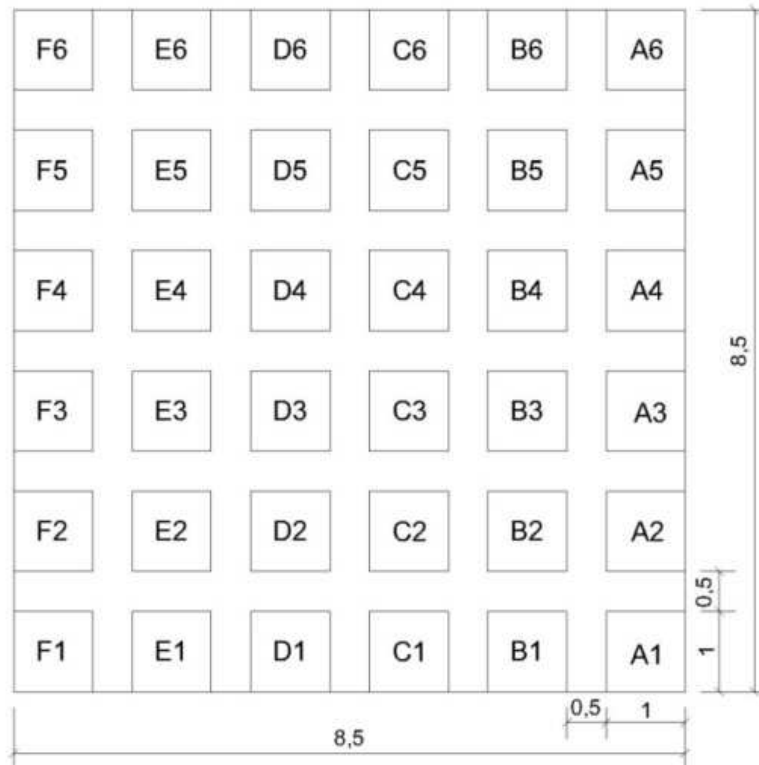 F6 E6 D6 C6 B6 A6
F5 E5 D5 C5 B5 A5
F4 E4 D4 C4 B4 A4
8,5
F3 E3 D3 C3 B3 A3
F2 E2 D2 C2 B2 A2
0,5
F1 E1 D1 C1 B1 A1 1
0,5 1
8,5